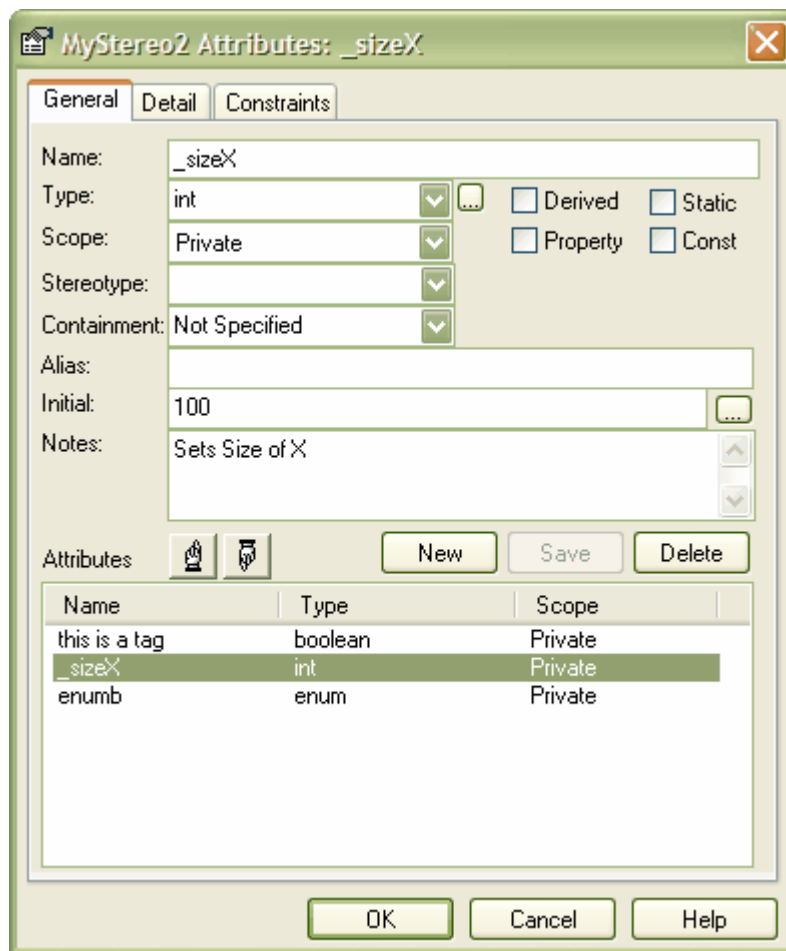 MyStereo2 Attributes: _sizeX
General Detail Constraints
Name: _sizeX
Type: int ... Derived Static
Scope: Private Property Const
Stereotype:
Containment: Not Specified
Alias:
Initial: 100 ...
Notes: Sets Size of X
Attributes New Save Delete
Name Type Scope
this is a tag boolean Private
_sizeX int Private
enumb enum Private
OK Cancel Help